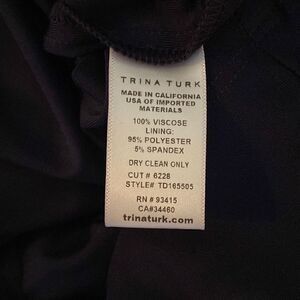 TRINA TURK
MADE IN CALIFORNIA
USA OF IMPORTED
MATERIALS
100% VISCOSE
LINING:
95% POLYESTER
5% SPANDEX
DRY CLEAN ONLY
CUT # 6228
STYLE# TD165505
RN # 93415
CA#34460
trinaturk.com